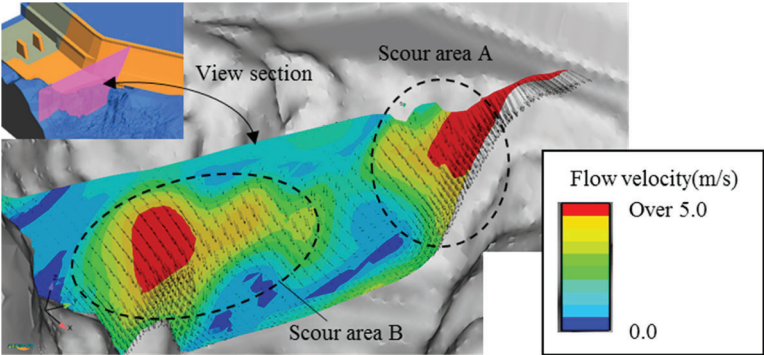 Scour area A
View section
Flow velocity(m/s)
Over 5.0
0.0
Scour area B
Z
X